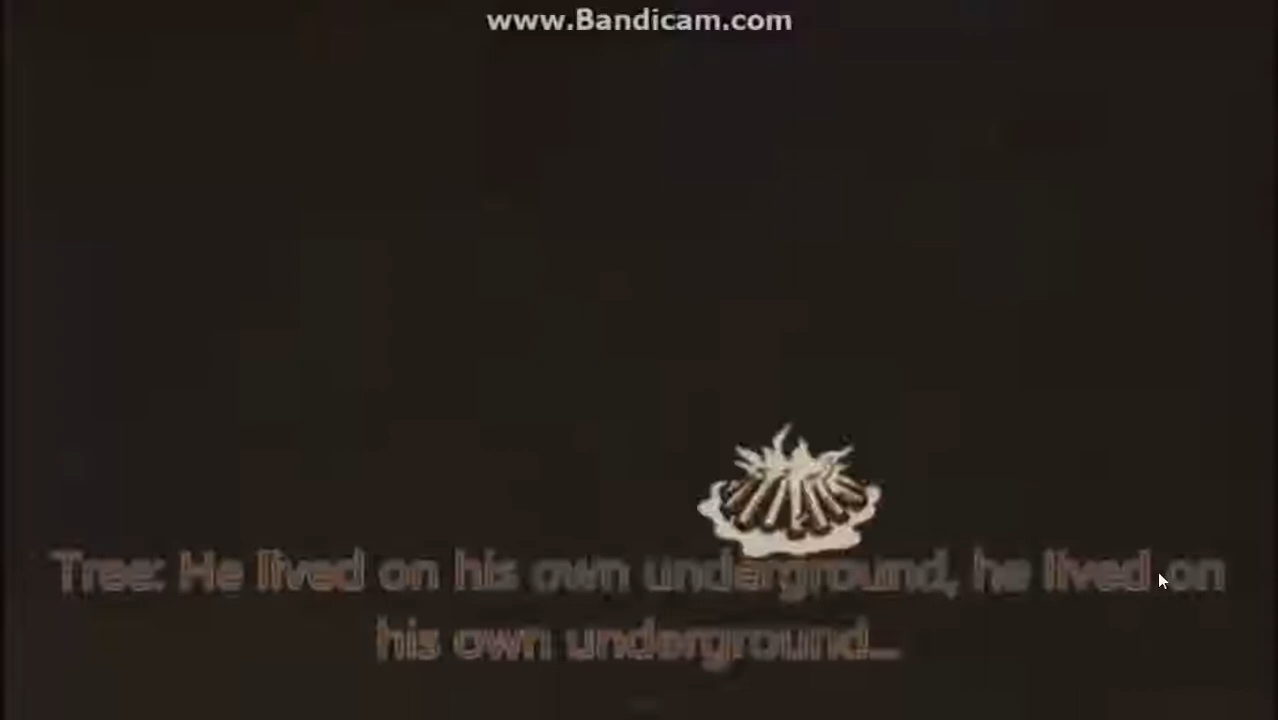 www.Bandicam.com
Tree: He lived on his own underground, he lived on
his own underground...